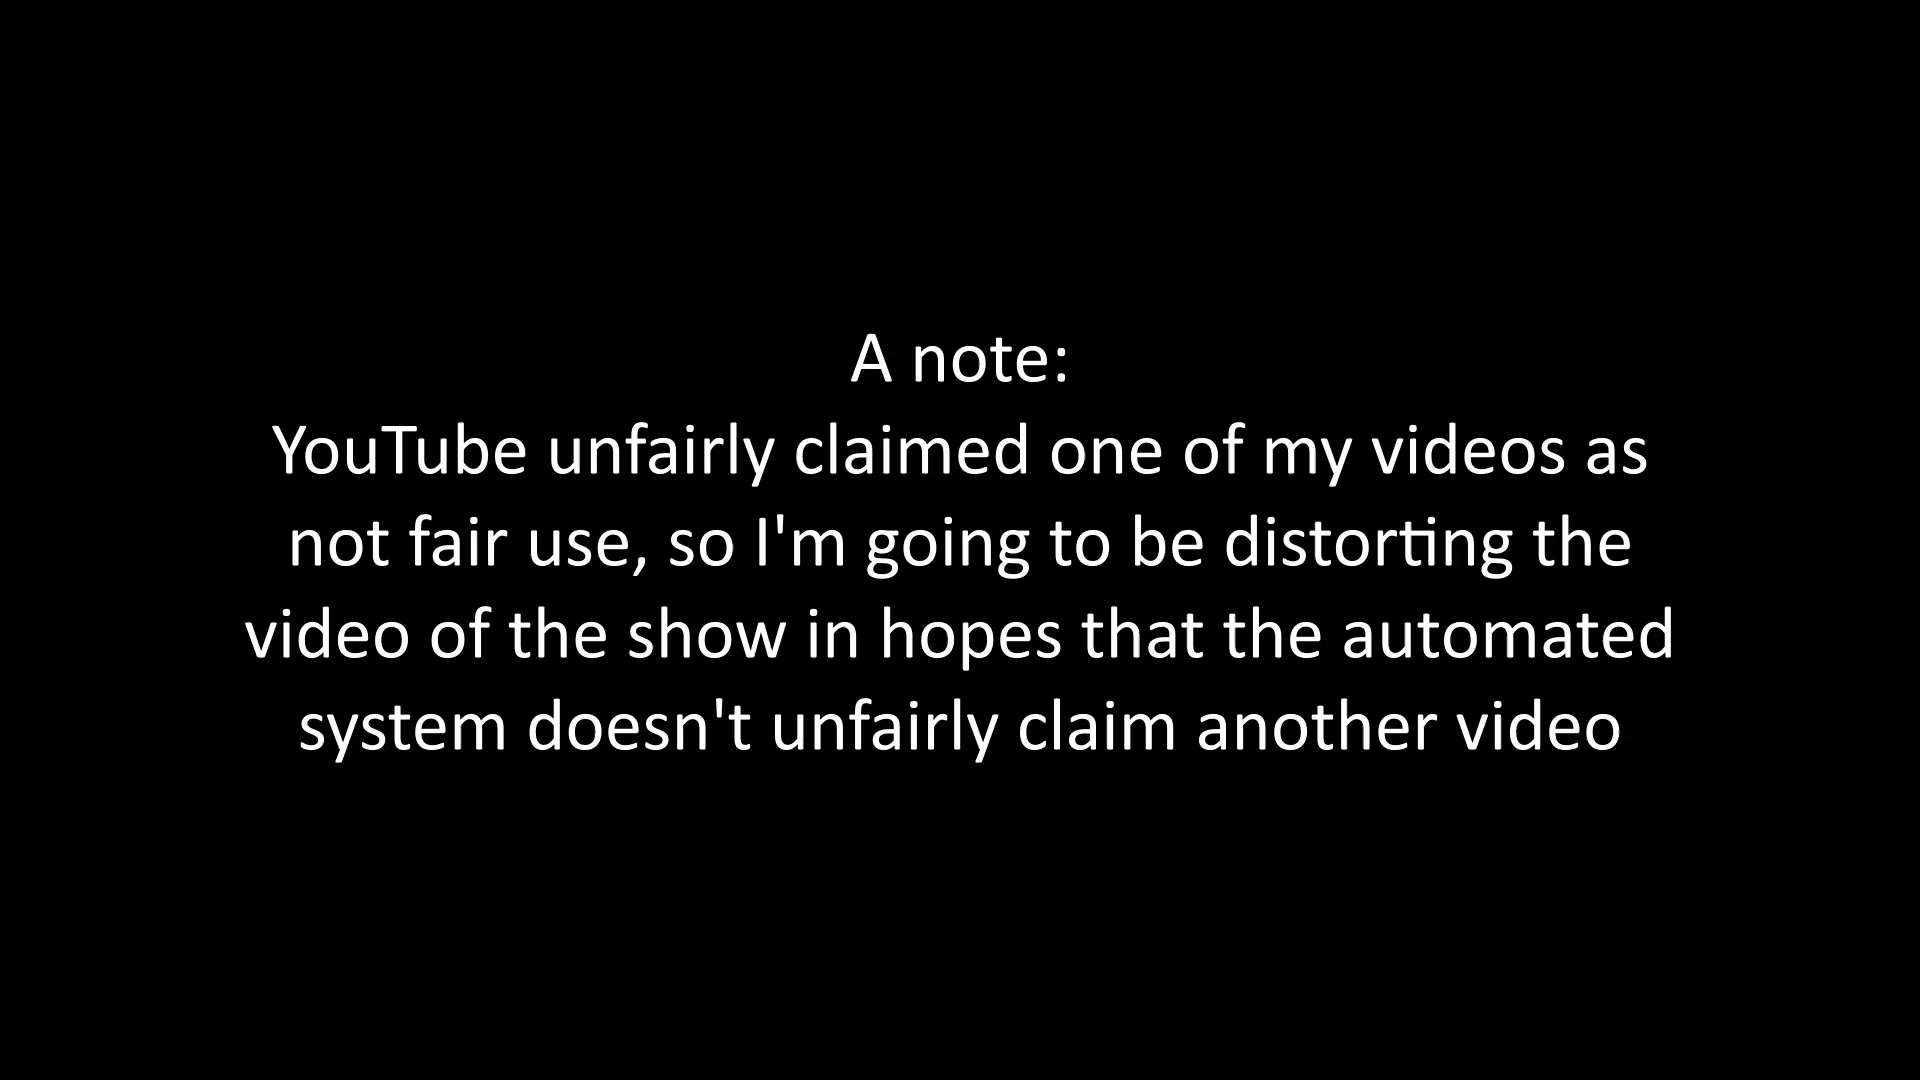 A note:
YouTube unfairly claimed one of my videos as
not fair use, so I'm going to be distorting the
video of the show in hopes that the automated
system doesn't unfairly claim another video